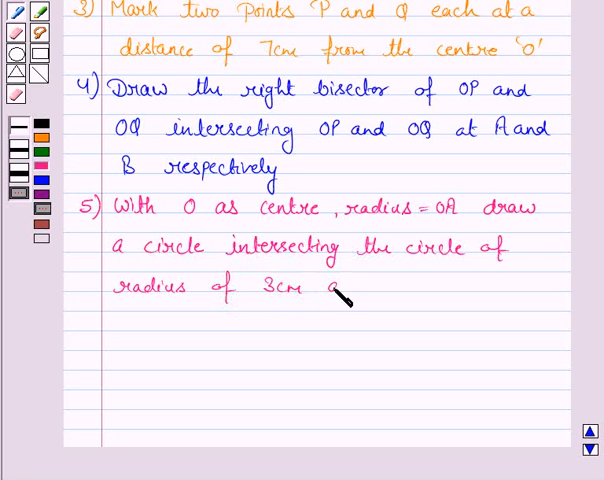 3) Mark two Points P and Q each at a
distance of 7cm from the centre 'O'
4) Draw the right bisector of OP and
OQ intersecting OP and OQ at A and
B respectively
5) With O as centre, radius = OA draw
a circle intersecting the circle of
radius of 3cm a